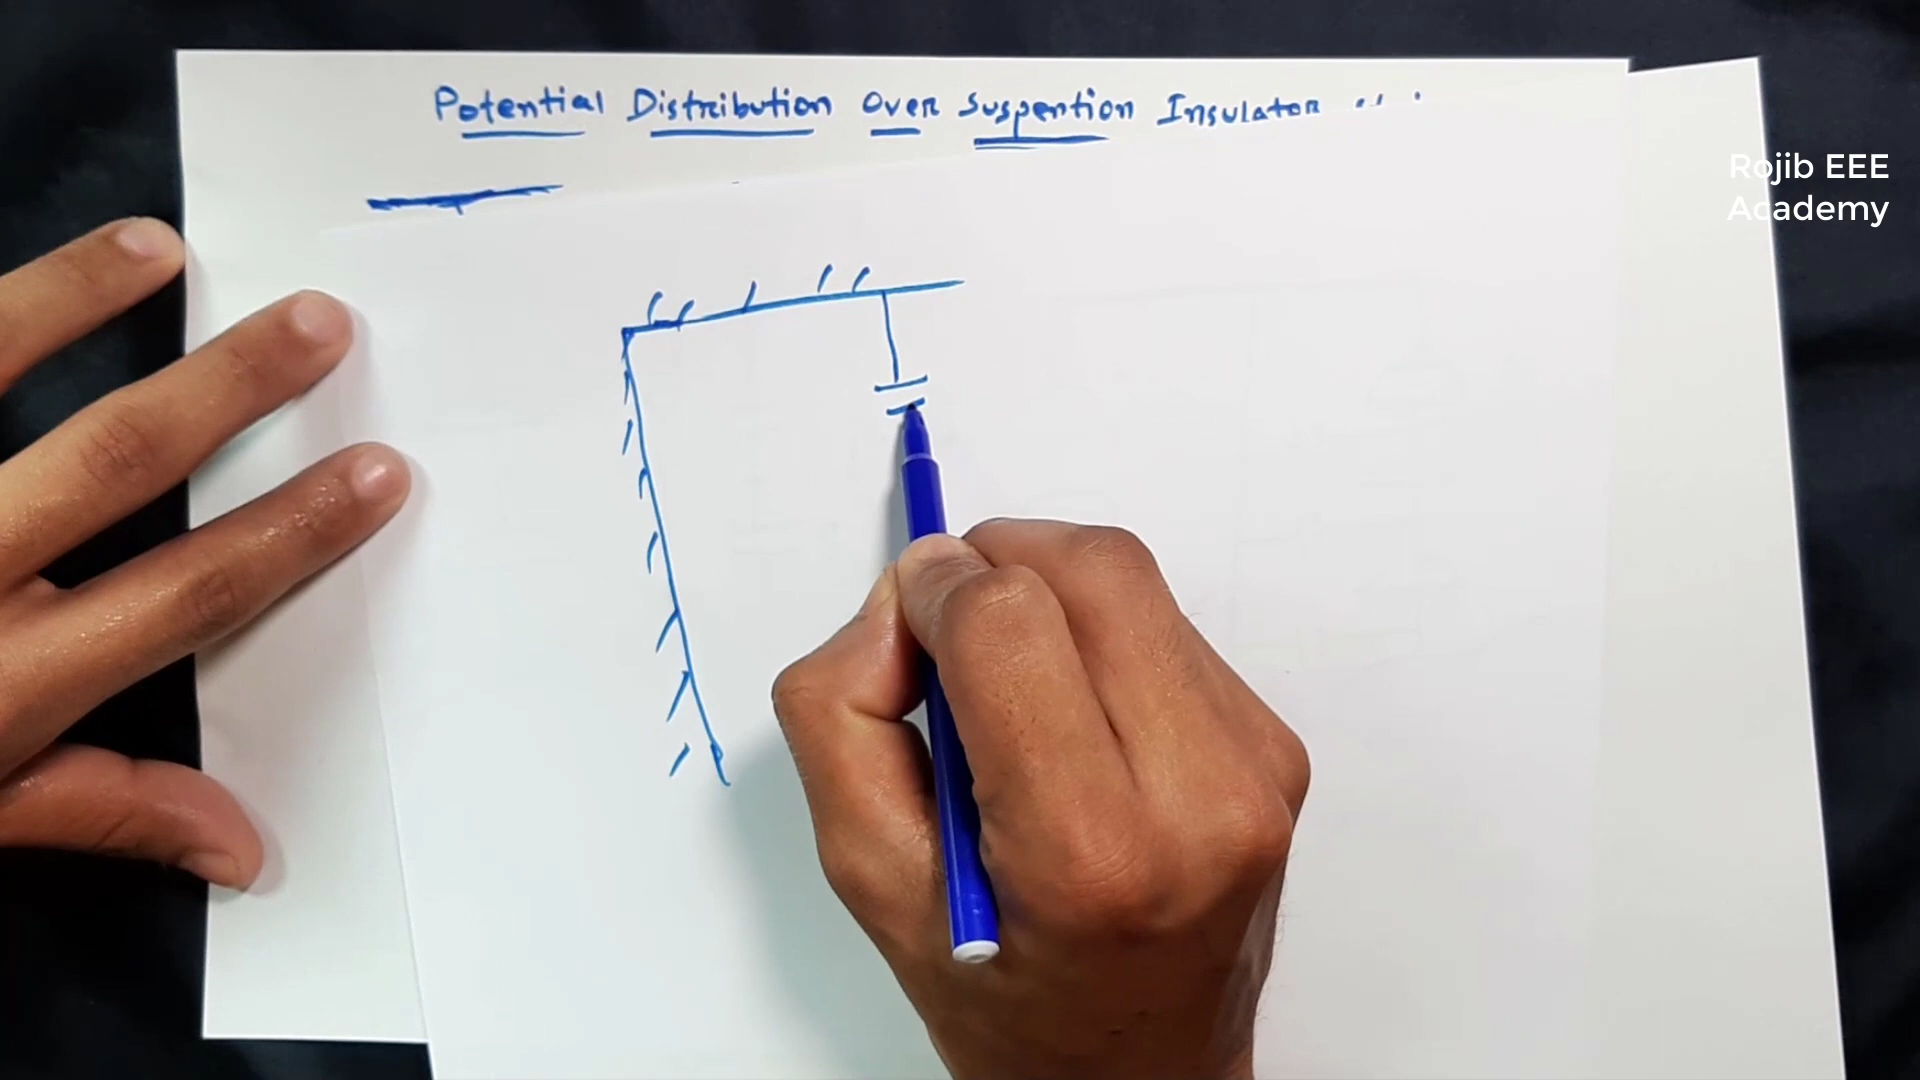 Potential Distribution Over Suspention Insulator
Rojib EEE
Academy